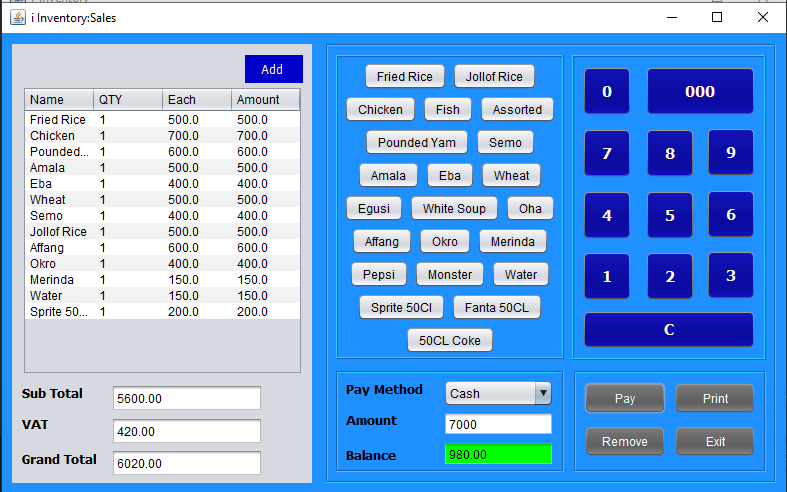 i Inventory:Sales
Add
Name QTY Each Amount
Fried Rice 1 500.0 500.0
Chicken 1 700.0 700.0
Pounded... 1 600.0 600.0
Amala 1 500.0 500.0
Eba 1 400.0 400.0
Wheat 1 500.0 500.0
Semo 1 400.0 400.0
Jollof Rice 1 500.0 500.0
Affang 1 600.0 600.0
Okro 1 400.0 400.0
Merinda 1 150.0 150.0
Water 1 150.0 150.0
Sprite 50... 1 200.0 200.0
Sub Total 5600.00
VAT 420.00
Grand Total 6020.00
Fried Rice Jollof Rice
Chicken Fish Assorted
Pounded Yam Semo
Amala Eba Wheat
Egusi White Soup Oha
Affang Okro Merinda
Pepsi Monster Water
Sprite 50Cl Fanta 50CL
50CL Coke
Pay Method Cash
Amount 7000
Balance 980.00
0 000
7 8 9
4 5 6
1 2 3
C
Pay Print
Remove Exit